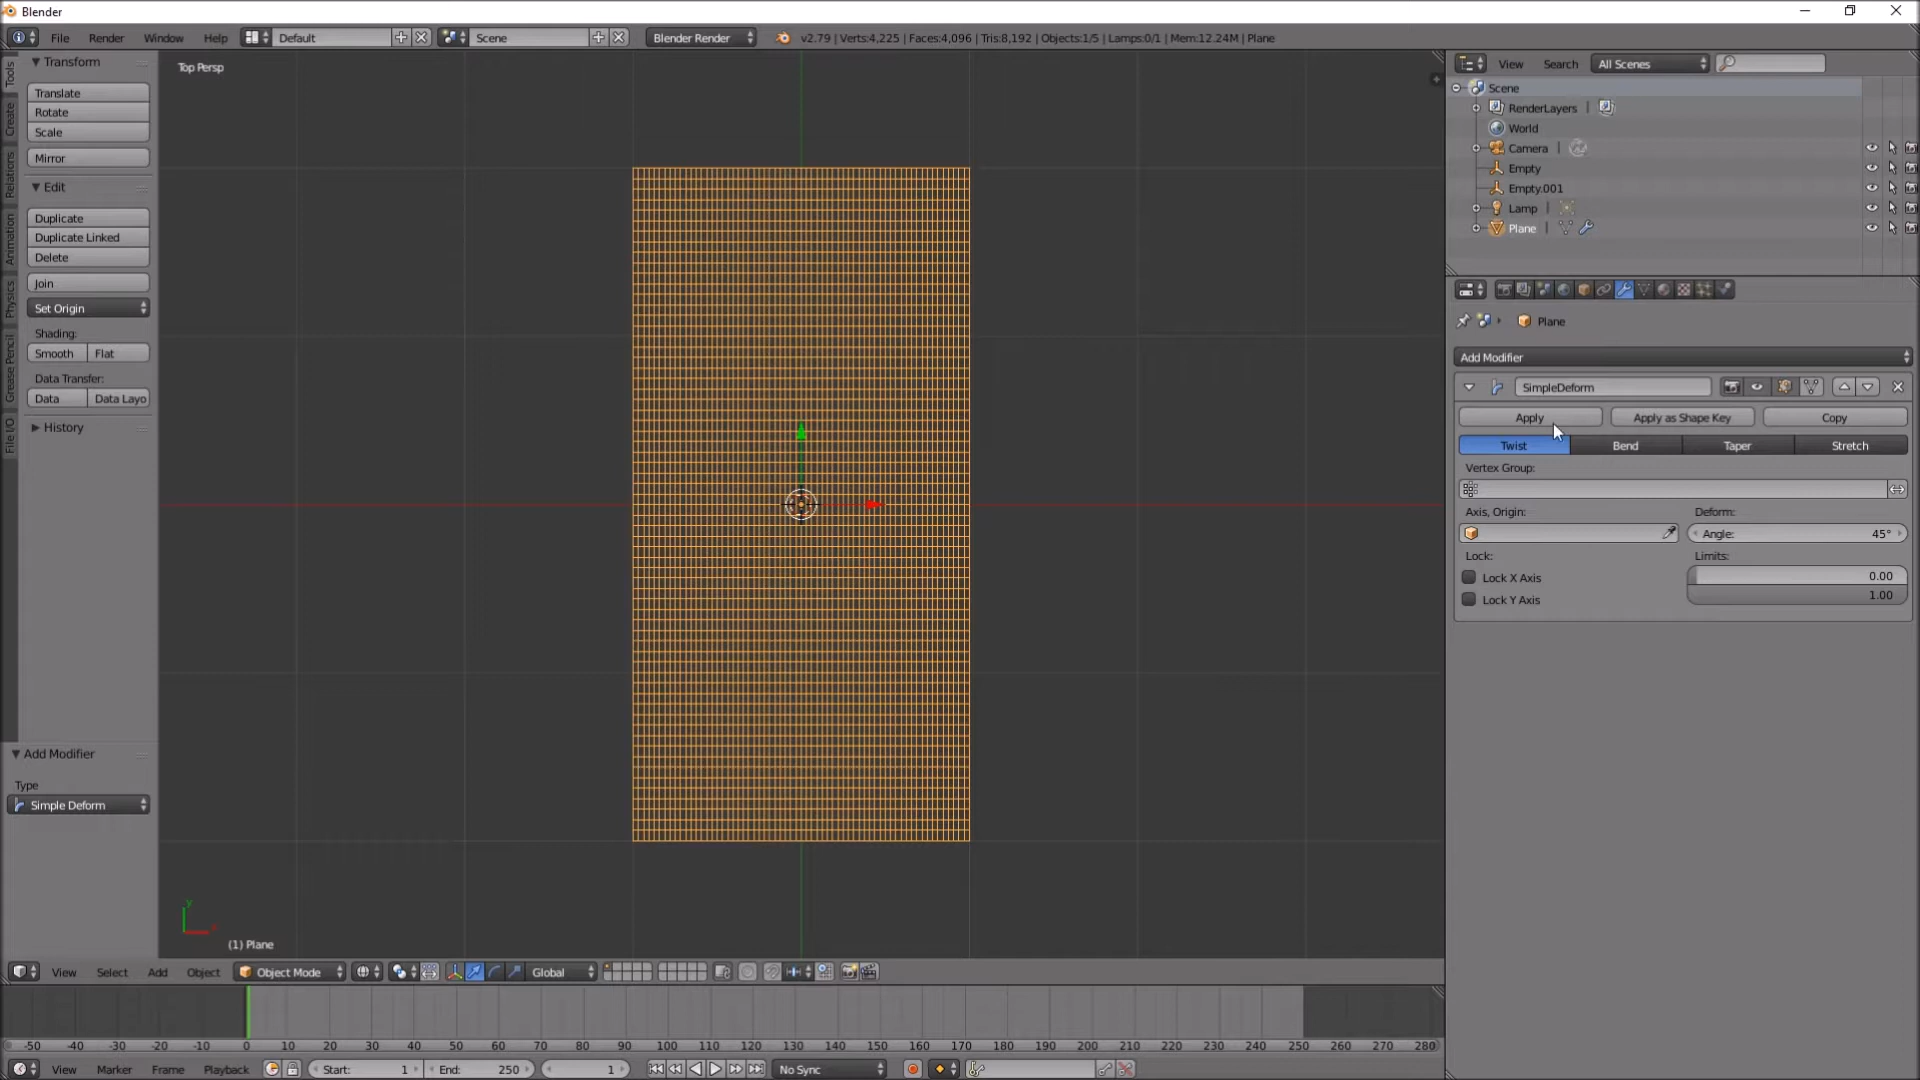 Blender
File Render Window Help Default Scene Blender Render v2.79 | Verts:4,225 | Faces:4,096 | Tris:8,192 | Objects:1/5 | Lamps:0/1 | Mem:12.24M | Plane
Tools
Create
Relations
Animation
Physics
Grease Pencil
File I/O
Transform
Translate
Rotate
Scale
Mirror
Edit
Duplicate
Duplicate Linked
Delete
Join
Set Origin
Shading:
Smooth Flat
Data Transfer:
Data Data Layo
History
Add Modifier
Type
Simple Deform
Top Persp
y
x
(1) Plane
View Search All Scenes
Scene
RenderLayers
World
Camera
Empty
Empty.001
Lamp
Plane
Plane
Add Modifier
SimpleDeform
Apply Apply as Shape Key Copy
Twist Bend Taper Stretch
Vertex Group:
Axis, Origin: Deform:
Angle: 45°
Lock: Limits:
Lock X Axis 0.00
Lock Y Axis 1.00
View Select Add Object Object Mode Global
-50 -40 -30 -20 -10 0 10 20 30 40 50 60 70 80 90 100 110 120 130 140 150 160 170 180 190 200 210 220 230 240 250 260 270 280
View Marker Frame Playback Start: 1 End: 250 1 No Sync